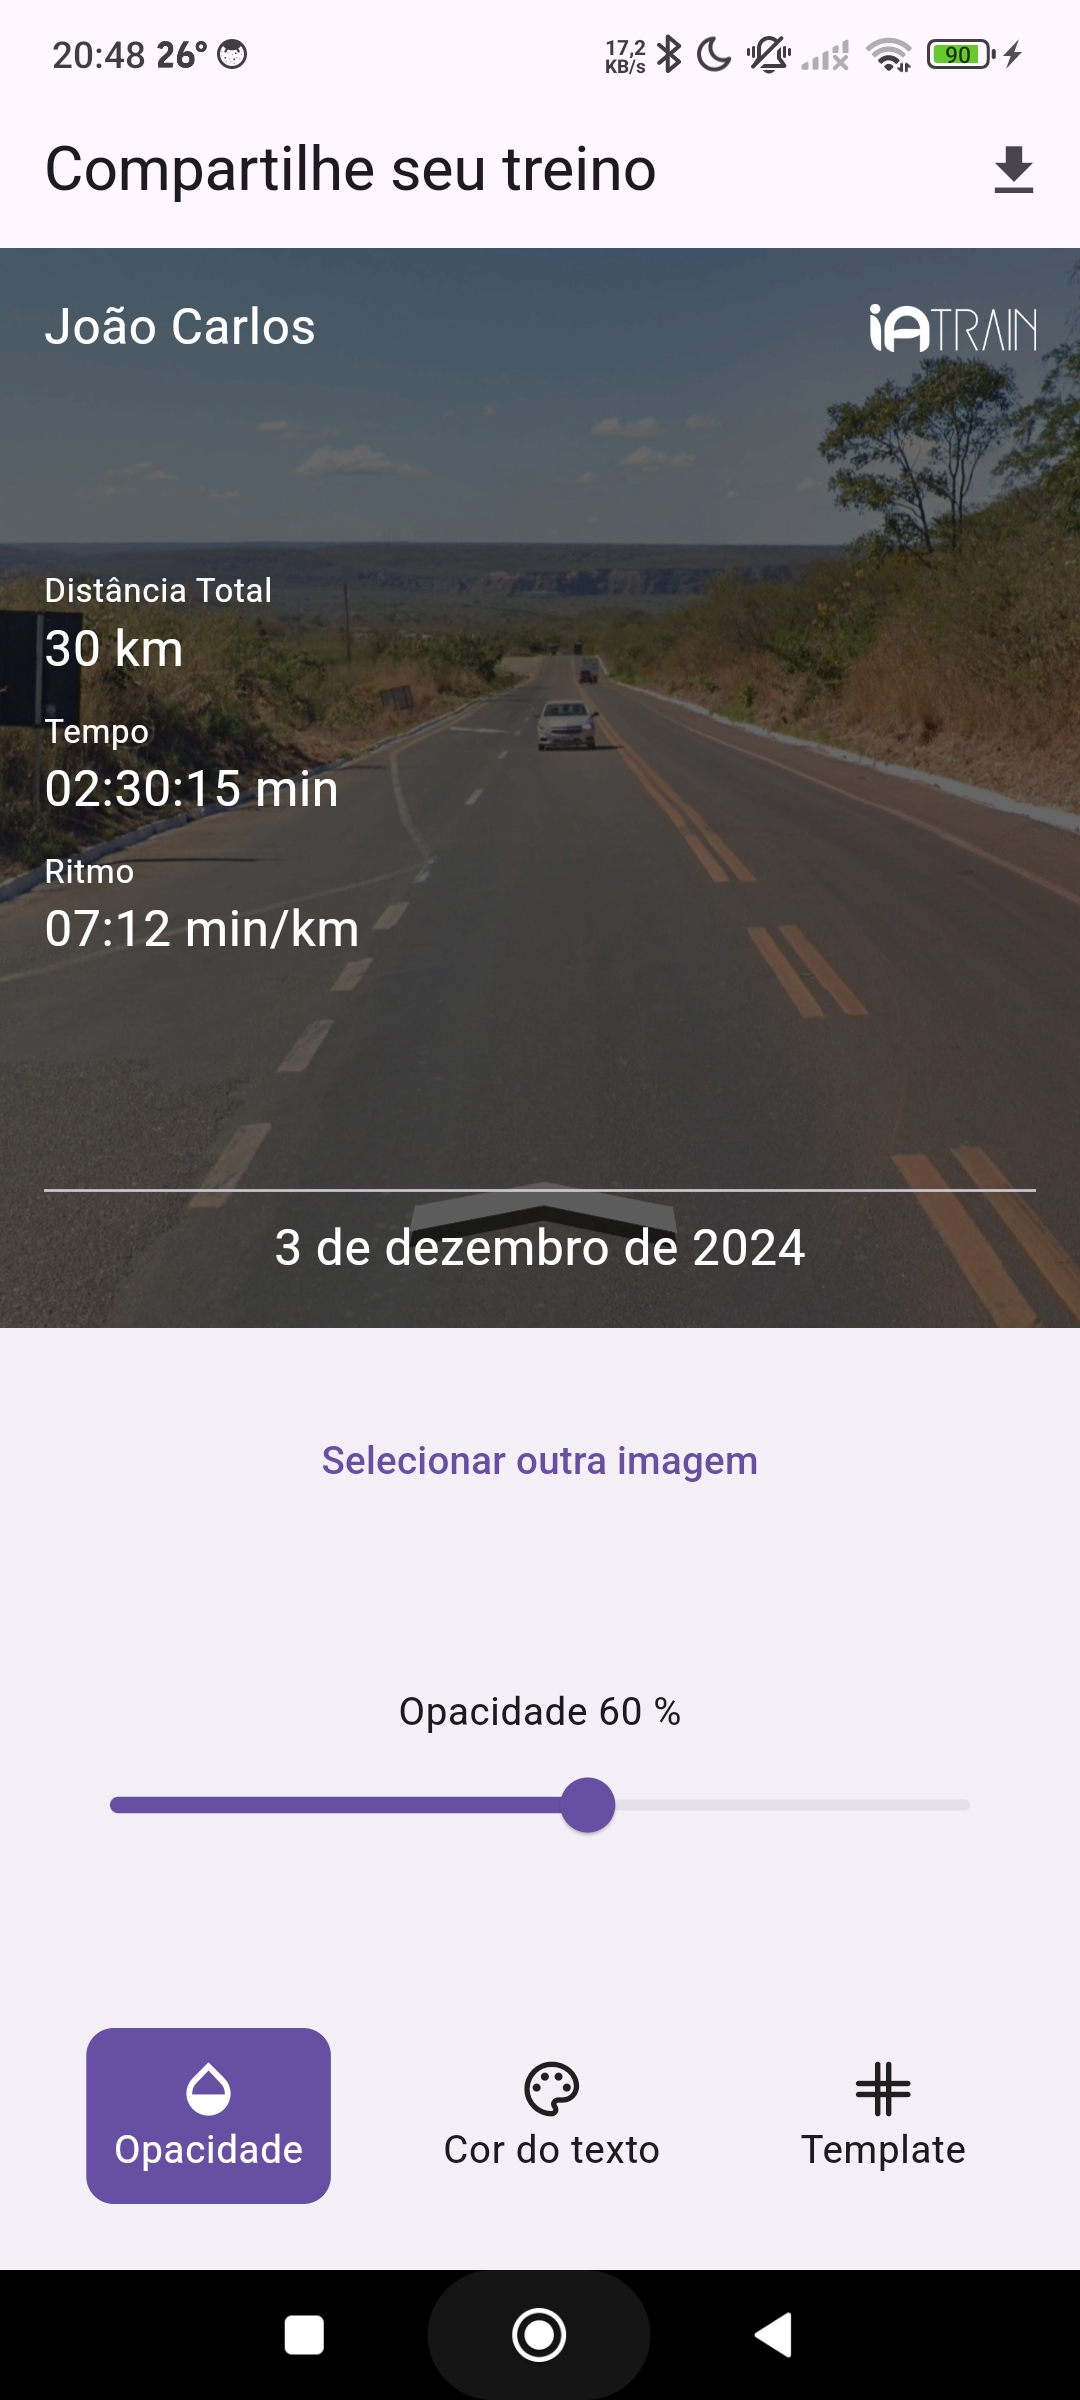 20:48 26°
17,2
KB/s
90
Compartilhe seu treino
João Carlos
iATRAIN
Distância Total
30 km
Tempo
02:30:15 min
Ritmo
07:12 min/km
3 de dezembro de 2024
Selecionar outra imagem
Opacidade 60 %
Opacidade
Cor do texto
Template